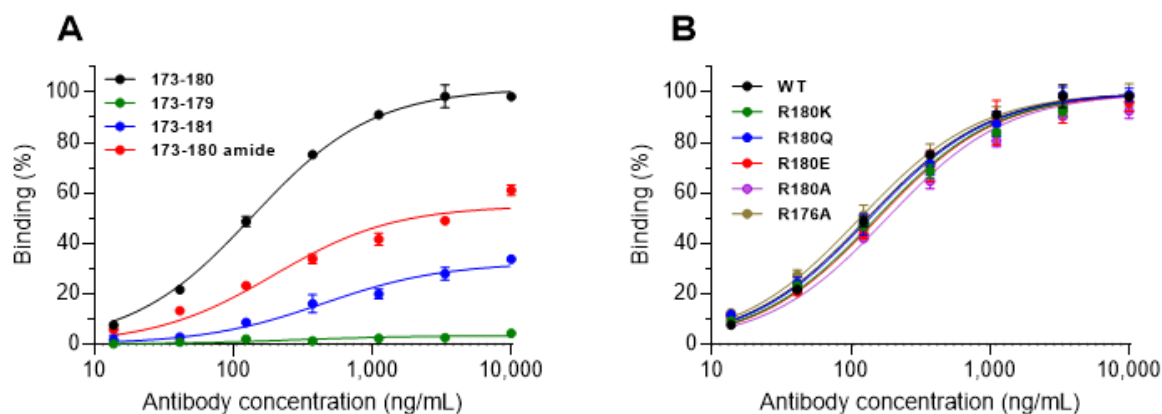 A
Binding (%)
100
80
60
40
20
0
173-180
173-179
173-181
173-180 amide
10
100
1,000
10,000
Antibody concentration (ng/mL)
B
Binding (%)
100
80
60
40
20
0
WT
R180K
R180Q
R180E
R180A
R176A
10
100
1,000
10,000
Antibody concentration (ng/mL)